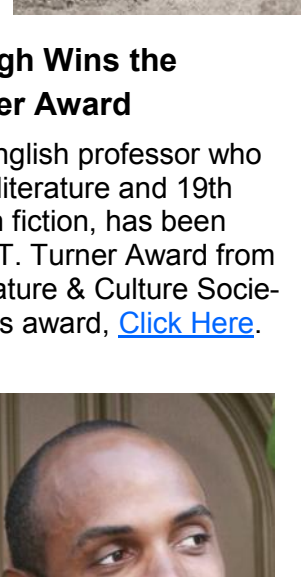 gh Wins the
er Award
nglish professor who
literature and 19th
n fiction, has been
T. Turner Award from
ature & Culture Socie-
s award, Click Here.